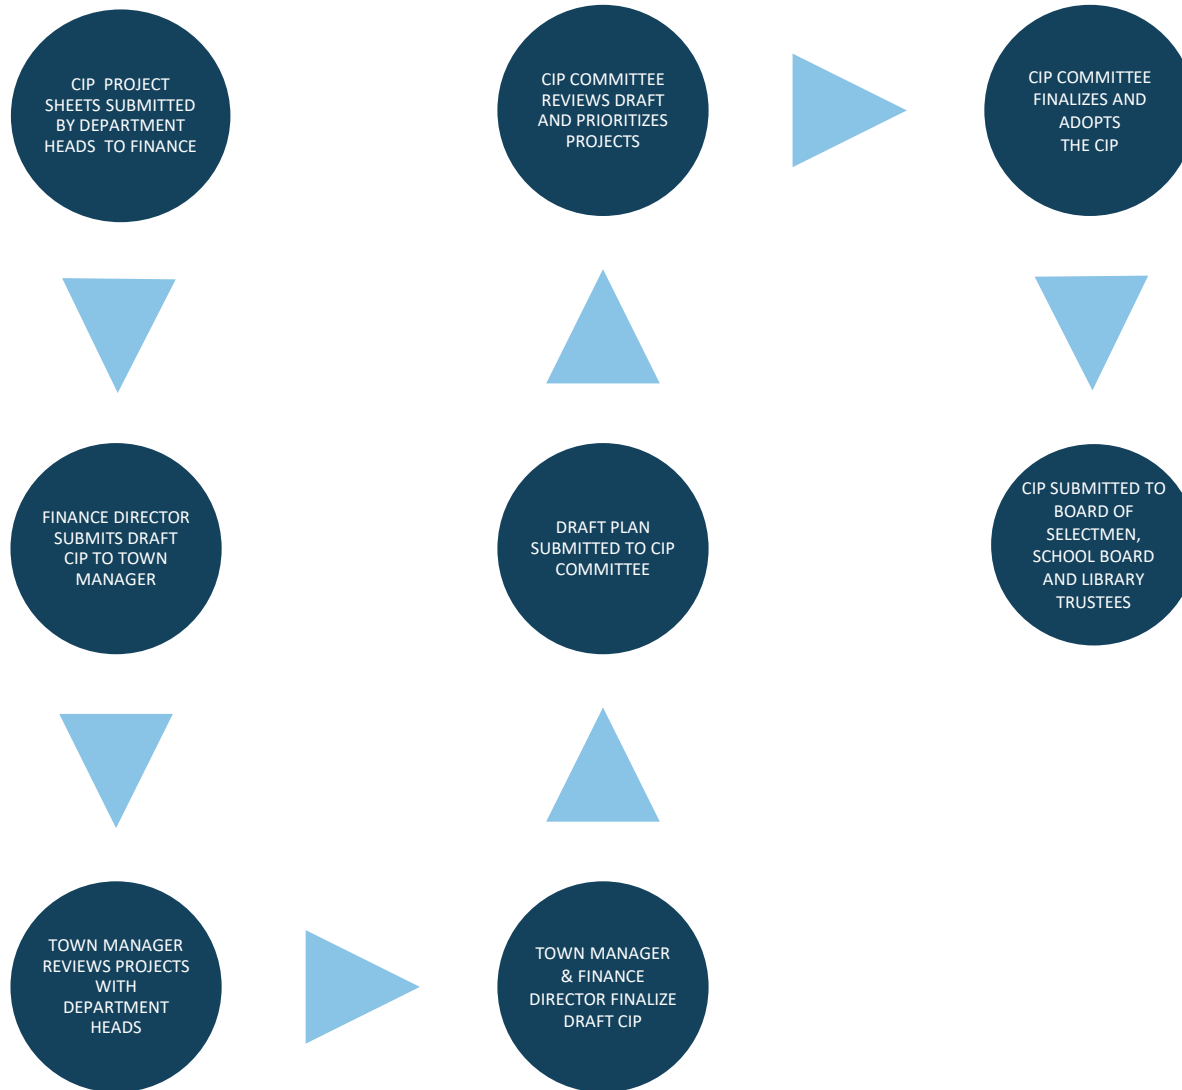 CIP PROJECT
SHEETS SUBMITTED
BY DEPARTMENT
HEADS TO FINANCE
FINANCE DIRECTOR
SUBMITS DRAFT
CIP TO TOWN
MANAGER
TOWN MANAGER
REVIEWS PROJECTS
WITH
DEPARTMENT
HEADS
TOWN MANAGER
& FINANCE
DIRECTOR FINALIZE
DRAFT CIP
DRAFT PLAN
SUBMITTED TO CIP
COMMITTEE
CIP COMMITTEE
REVIEWS DRAFT
AND PRIORITIZES
PROJECTS
CIP COMMITTEE
FINALIZES AND
ADOPTS
THE CIP
CIP SUBMITTED TO
BOARD OF
SELECTMEN,
SCHOOL BOARD
AND LIBRARY
TRUSTEES